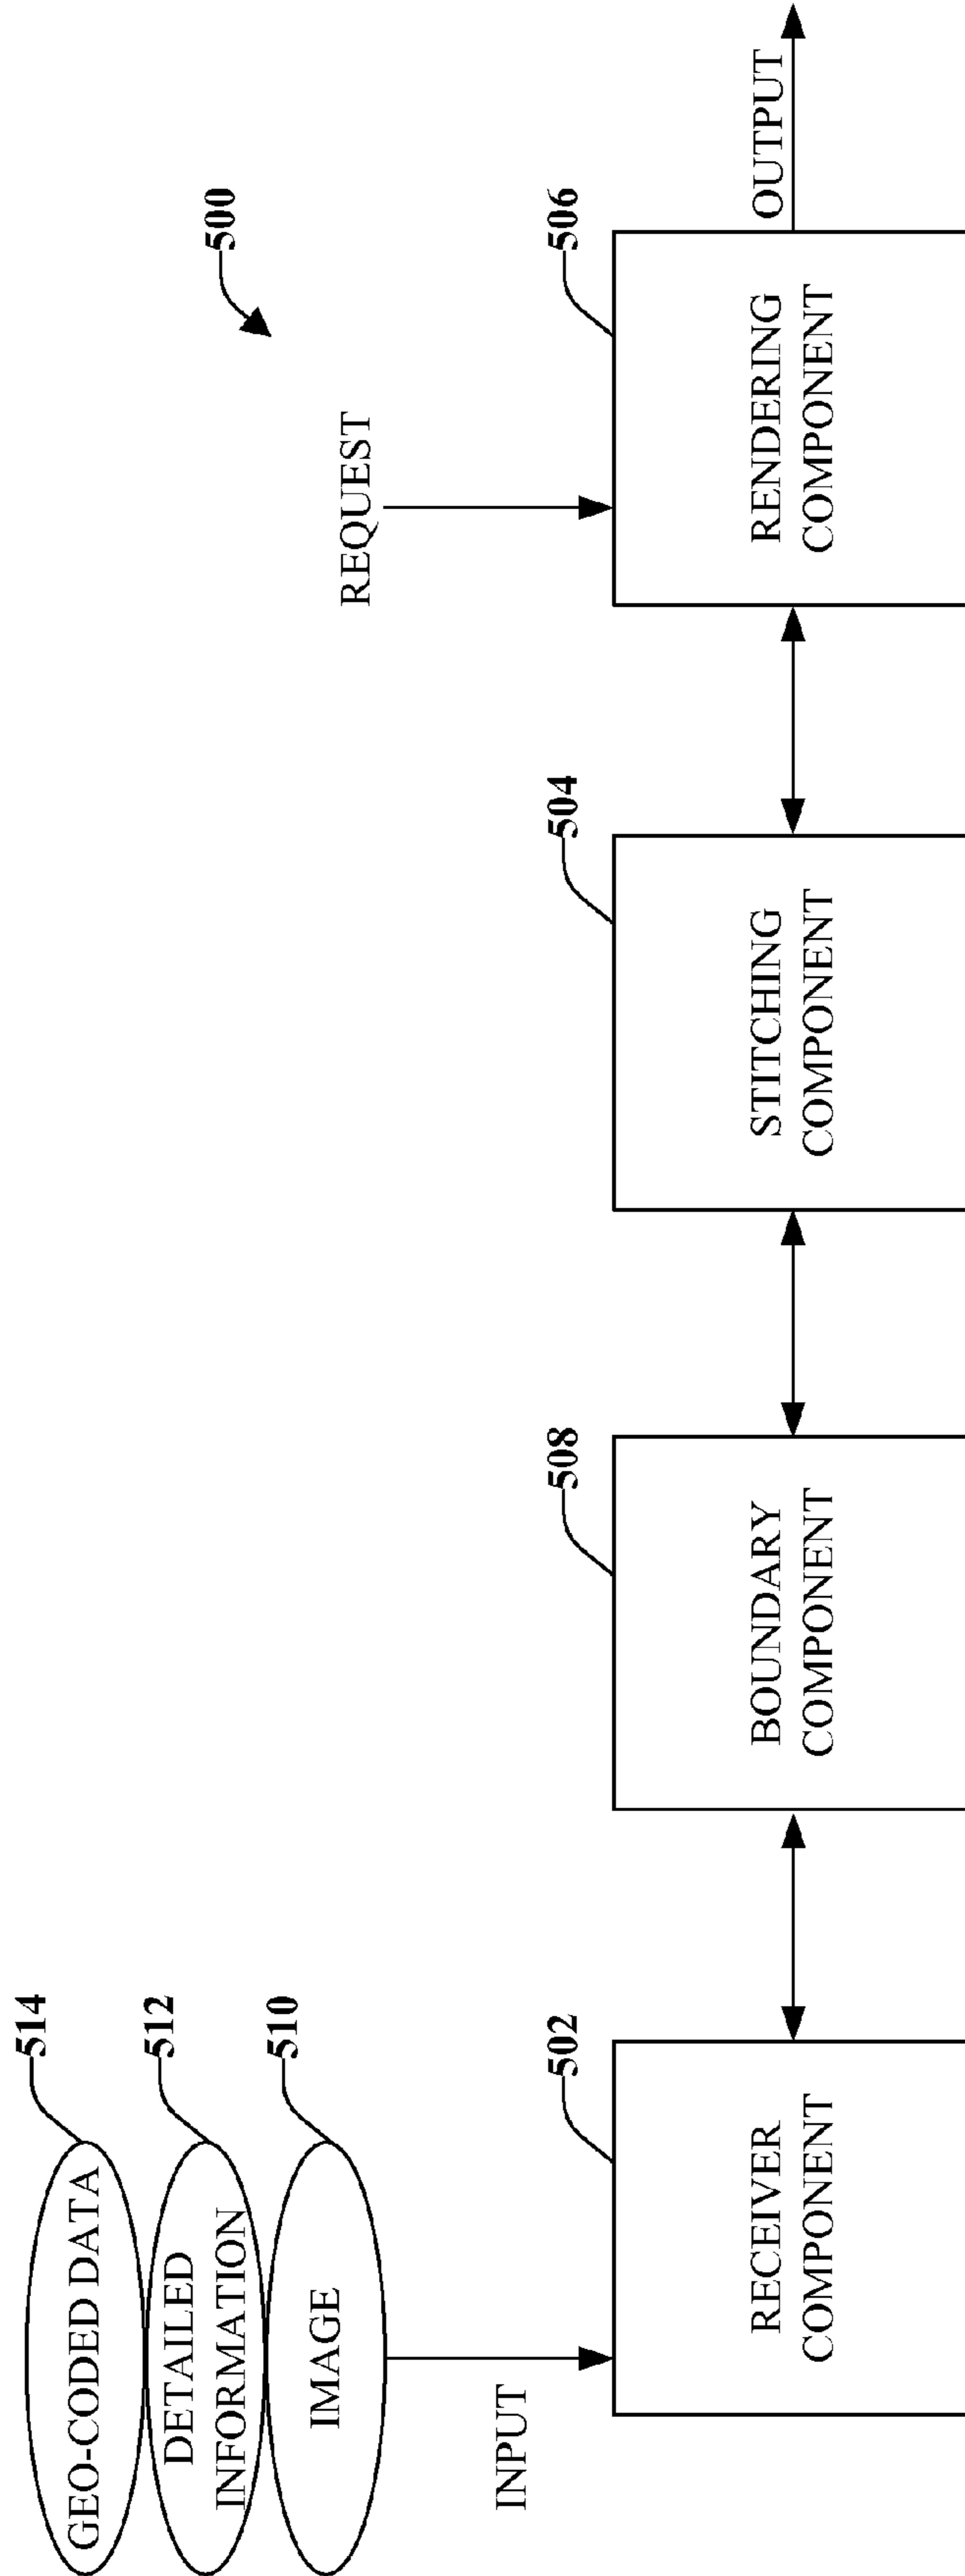 500
514
GEO-CODED DATA
512
DETAILED
INFORMATION
510
IMAGE
INPUT
REQUEST
502
RECEIVER
COMPONENT
508
BOUNDARY
COMPONENT
504
STITCHING
COMPONENT
506
RENDERING
COMPONENT
OUTPUT